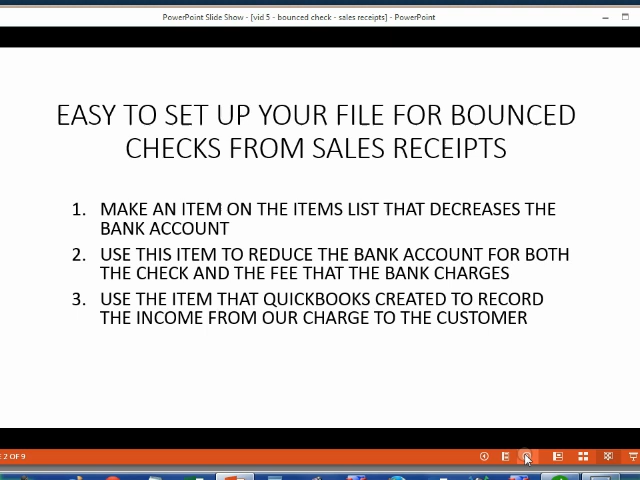 PowerPoint Slide Show - [vid 5 - bounced check - sales receipts] - PowerPoint
EASY TO SET UP YOUR FILE FOR BOUNCED
CHECKS FROM SALES RECEIPTS
1. MAKE AN ITEM ON THE ITEMS LIST THAT DECREASES THE
BANK ACCOUNT
2. USE THIS ITEM TO REDUCE THE BANK ACCOUNT FOR BOTH
THE CHECK AND THE FEE THAT THE BANK CHARGES
3. USE THE ITEM THAT QUICKBOOKS CREATED TO RECORD
THE INCOME FROM OUR CHARGE TO THE CUSTOMER
E 2 OF 9